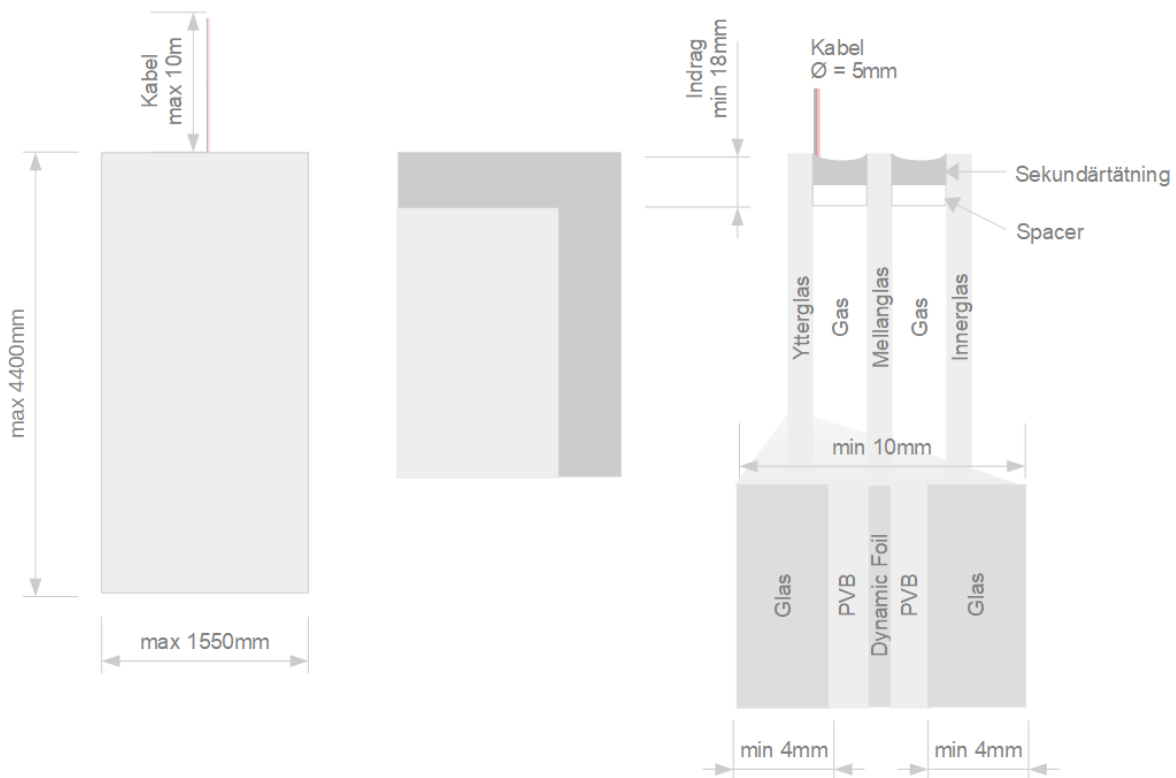 Kabel
max 10m
max 4400mm
max 1550mm
Indrag
min 18mm
Kabel
Ø = 5mm
Sekundärtätning
Spacer
Ytterglas
Gas
Mellanglas
Gas
Innerglas
min 10mm
Glas
PVB
Dynamic Foil
PVB
Glas
min 4mm
min 4mm